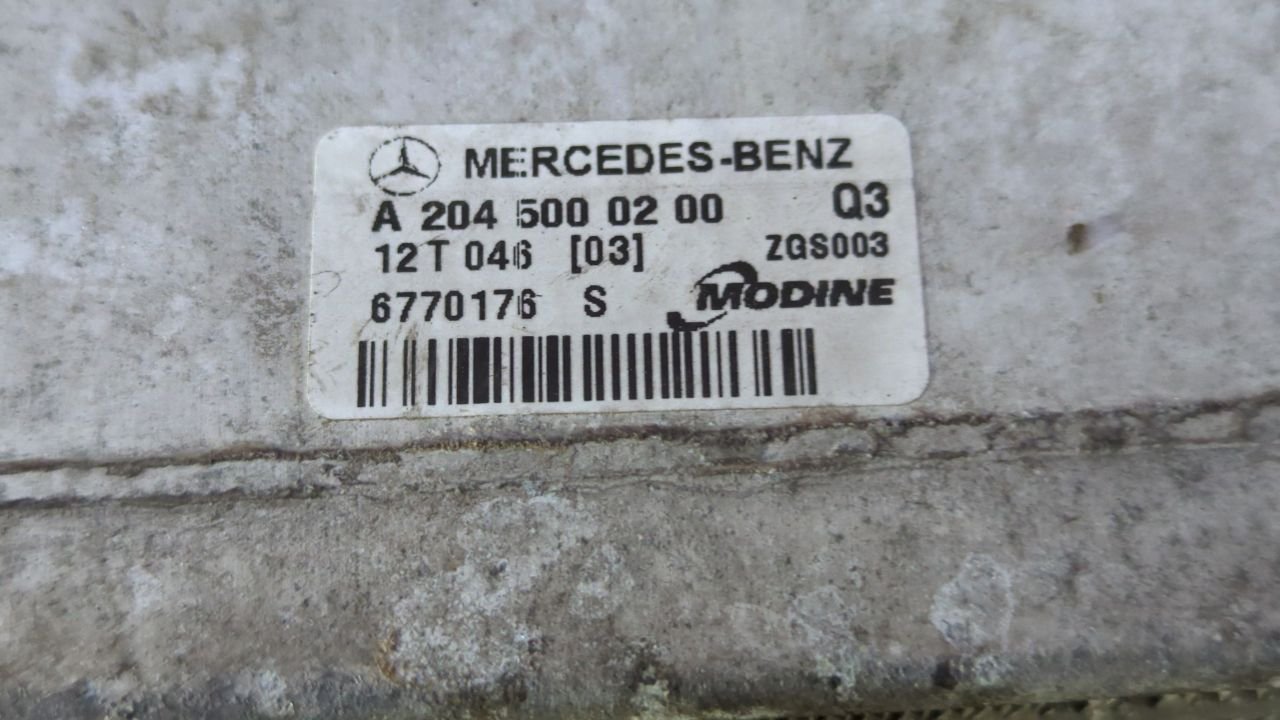 MERCEDES-BENZ
A 204 500 02 00 Q3
12T 046 [03] ZGS003
6770176 S MODINE